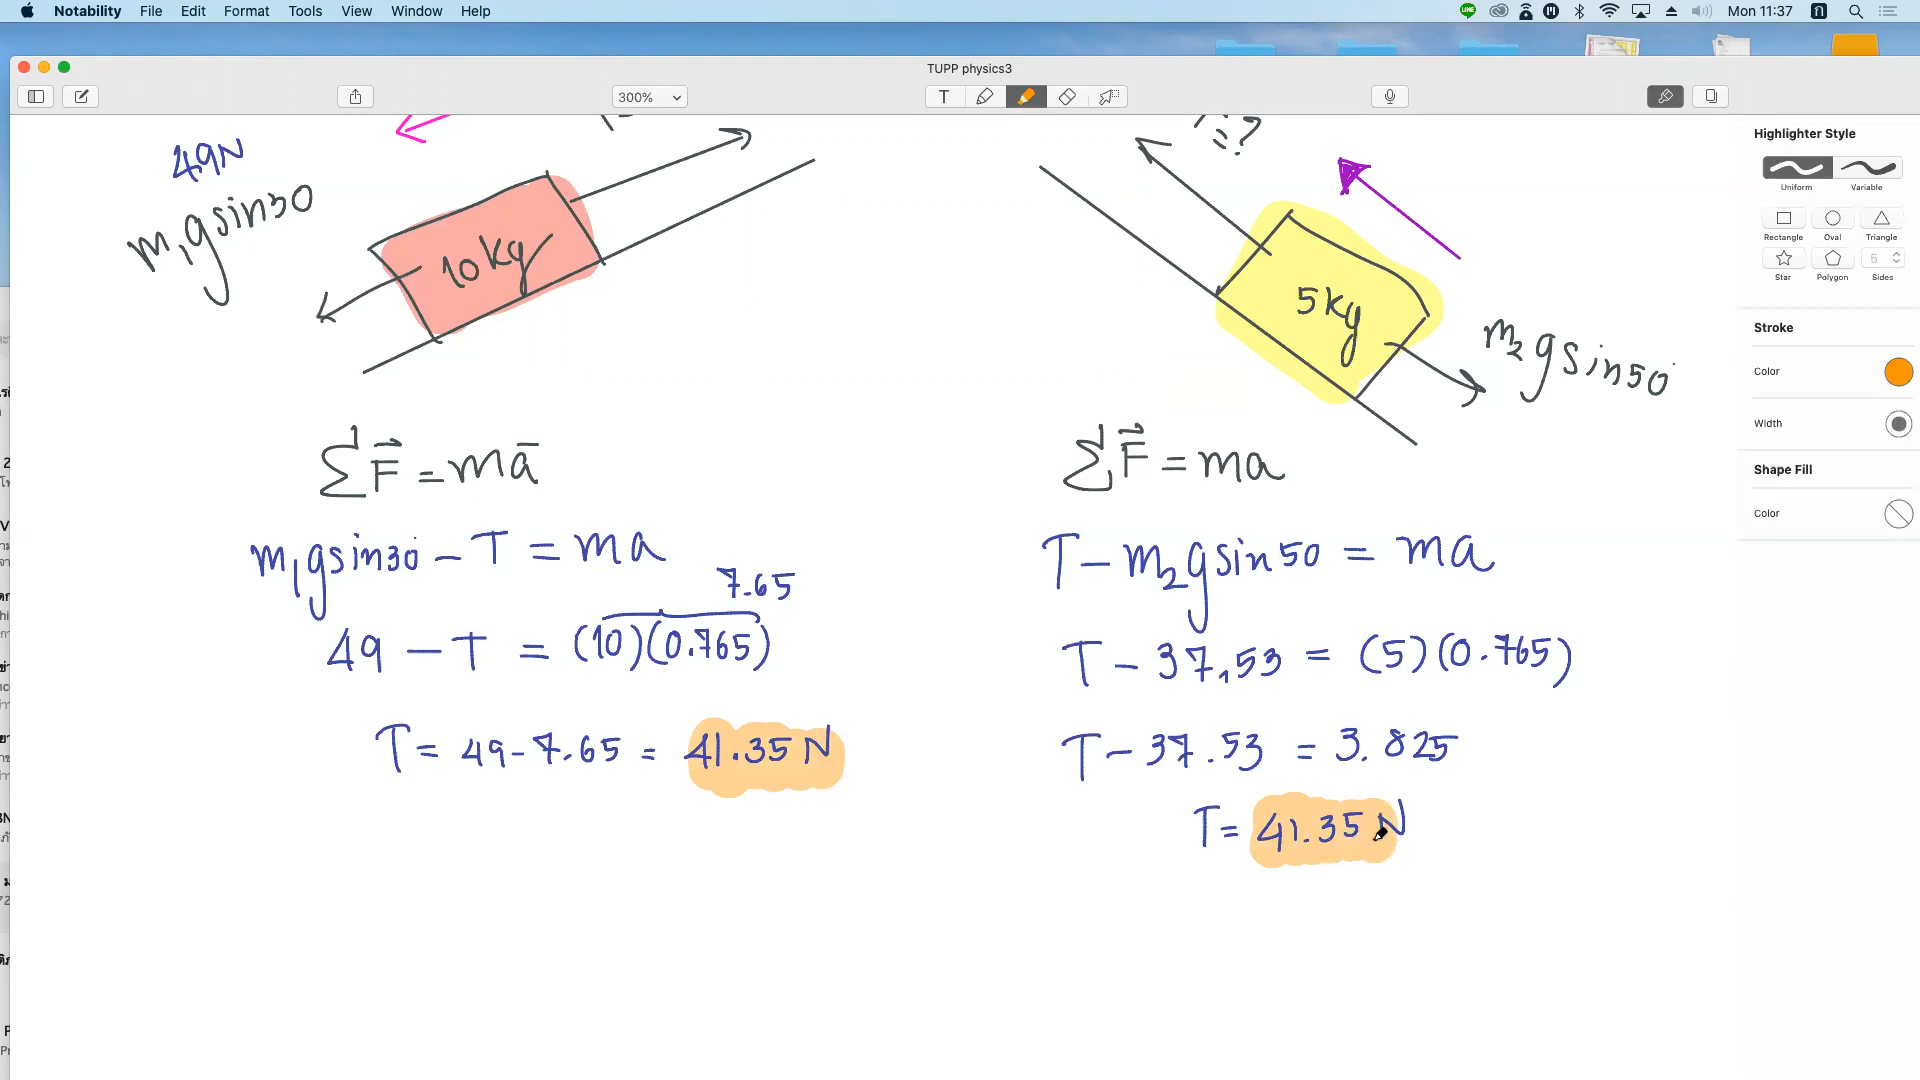 Notability File Edit Format Tools View Window Help
Mon 11:37
TUPP physics3
300%
T
Highlighter Style
Uniform Variable
Rectangle Oval Triangle
Star Polygon 5 Sides
Stroke
Color
Width
Shape Fill
Color
49N
m₁gsin30
10kg
=?
5kg
m₂gsin50
∑F⃗ = mā
m₁gsin30 - T = ma
7.65
49 - T = (10)(0.765)
T = 49 - 7.65 = 41.35 N
∑F⃗ = ma
T - m₂gsin50 = ma
T - 37.53 = (5)(0.765)
T - 37.53 = 3.825
T = 41.35 N